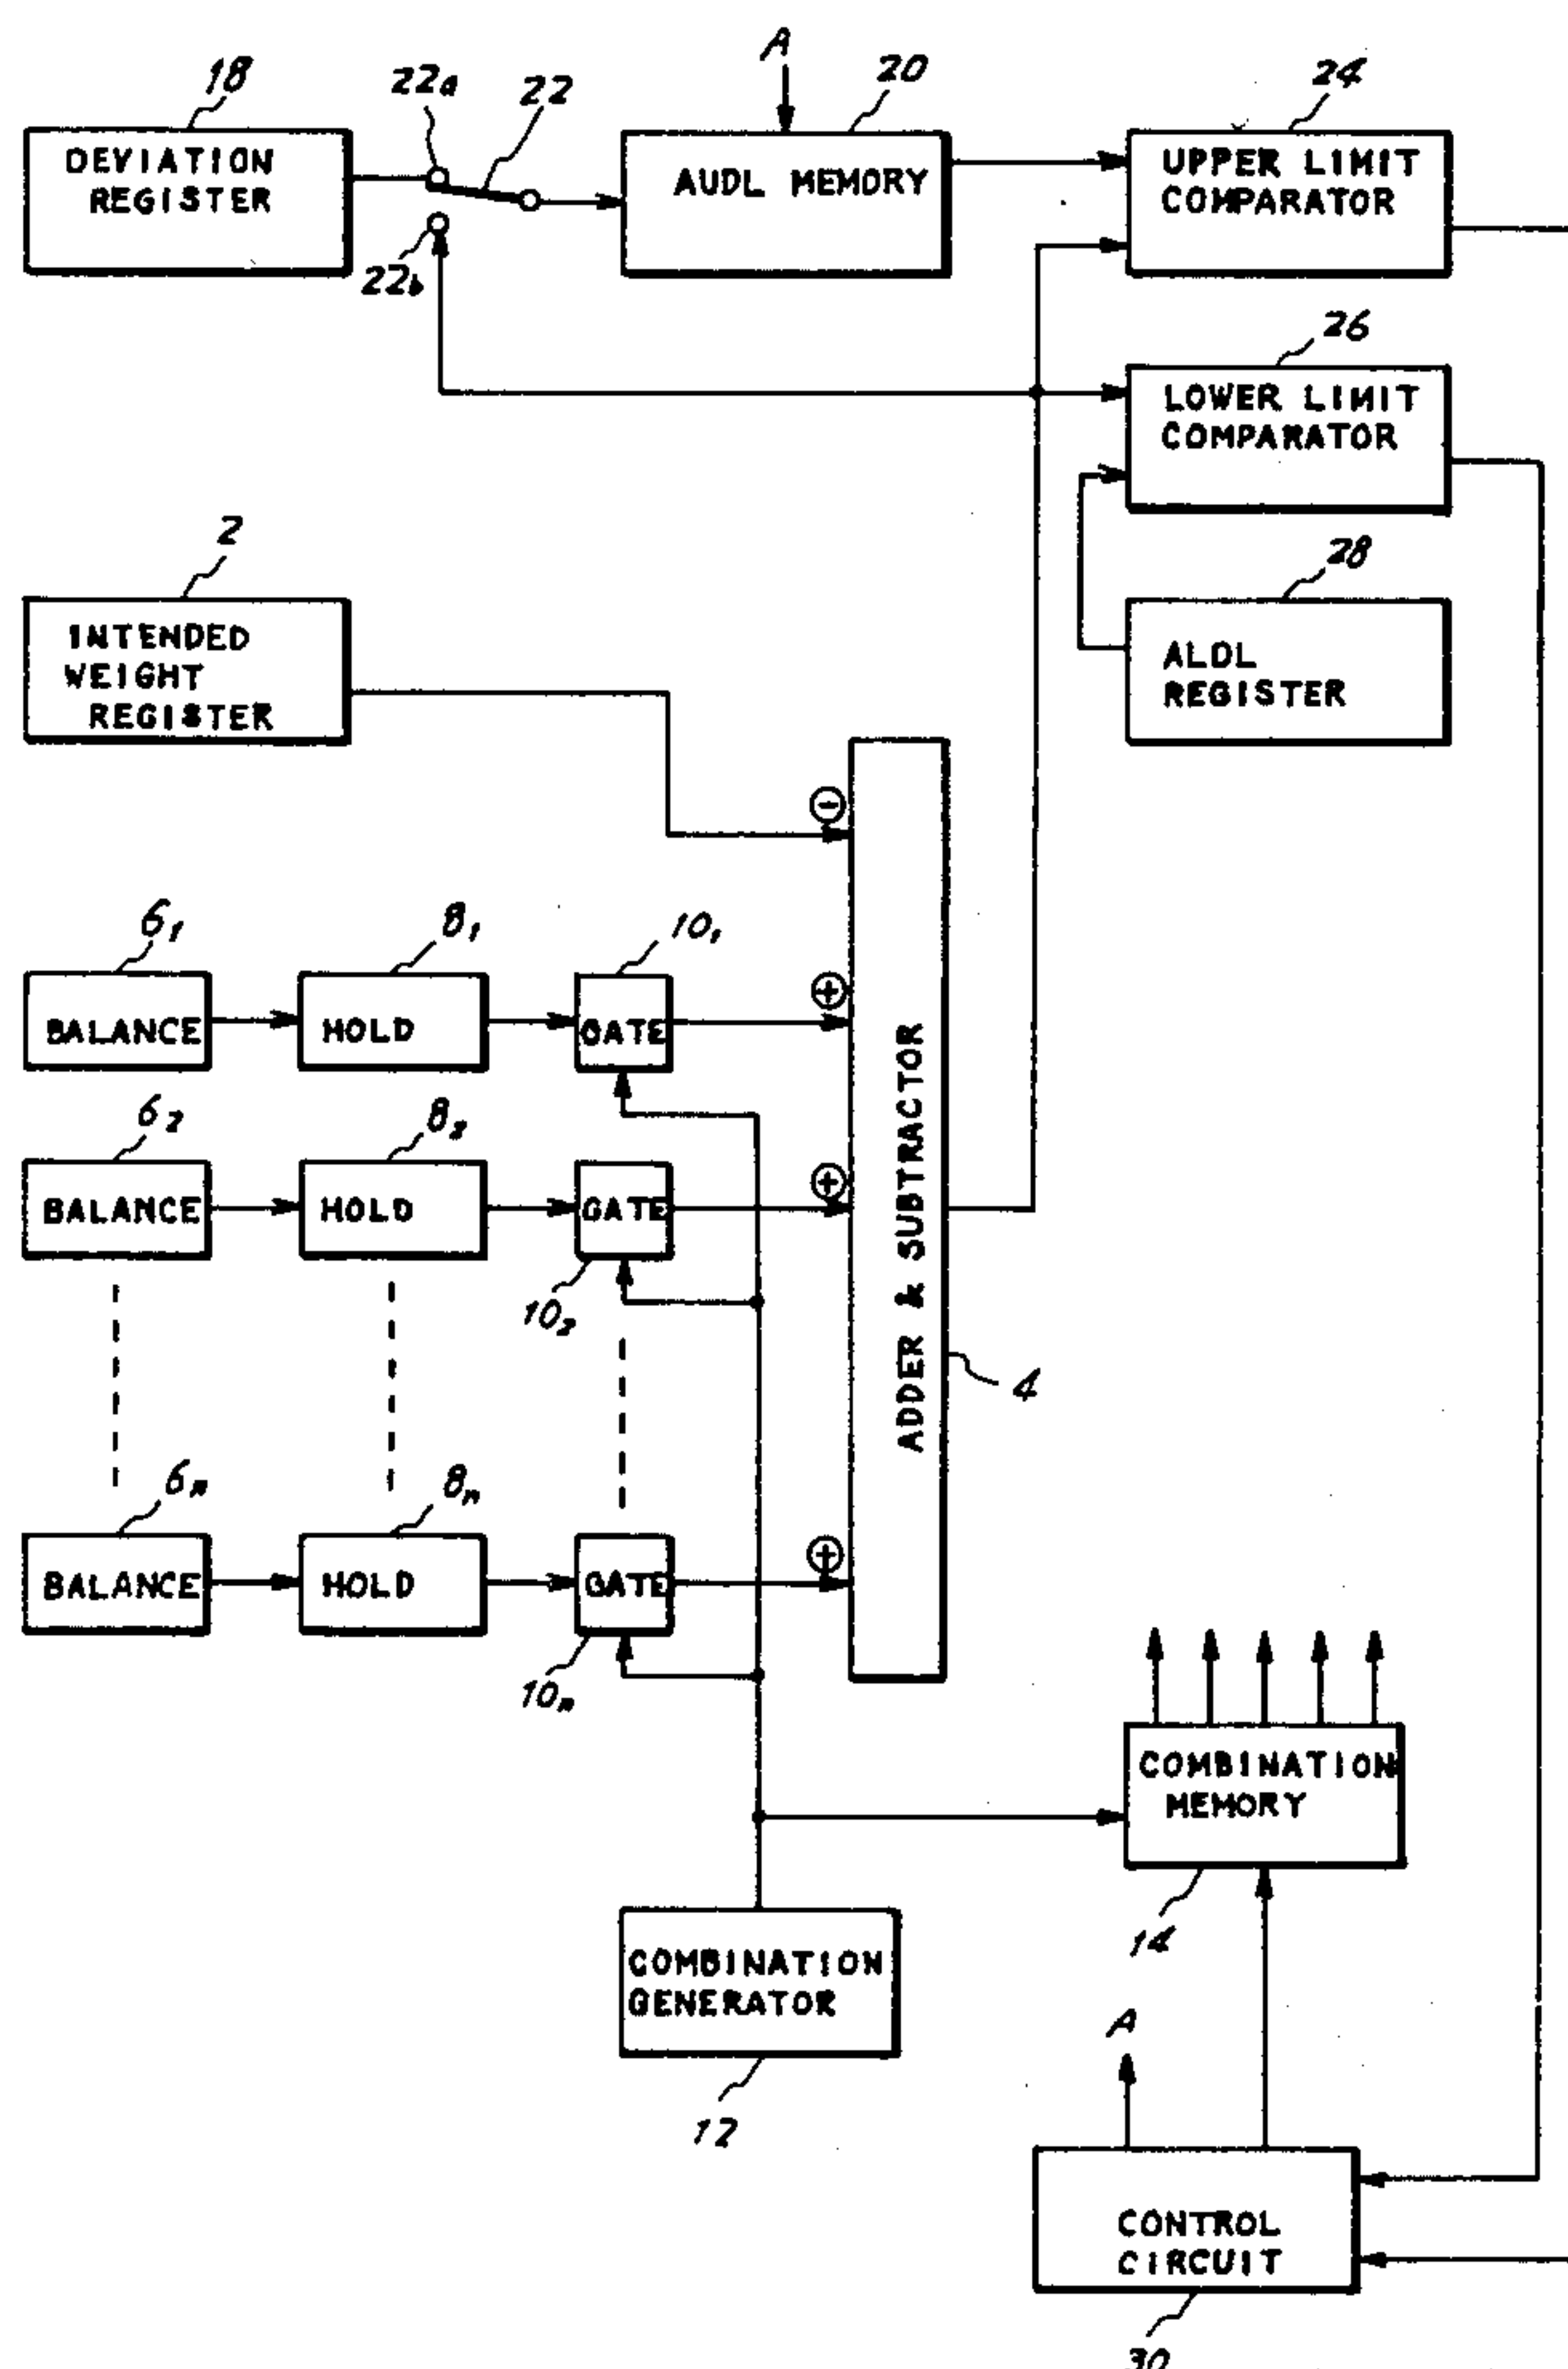 A
18
22a
22
20
24
DEVIATION
REGISTER
AUDL MEMORY
UPPER LIMIT
COMPARATOR
22b
26
LOWER LIMIT
COMPARATOR
2
28
INTENDED
WEIGHT
REGISTER
ALDL
REGISTER
−
6₁
8₁
10₁
+
BALANCE
HOLD
GATE
6₂
8₂
+
BALANCE
HOLD
GATE
10₂
ADDER & SUBTRACTOR
4
6ₙ
8ₙ
+
BALANCE
HOLD
GATE
10ₙ
COMBINATION
MEMORY
14
COMBINATION
GENERATOR
12
A
CONTROL
CIRCUIT
30